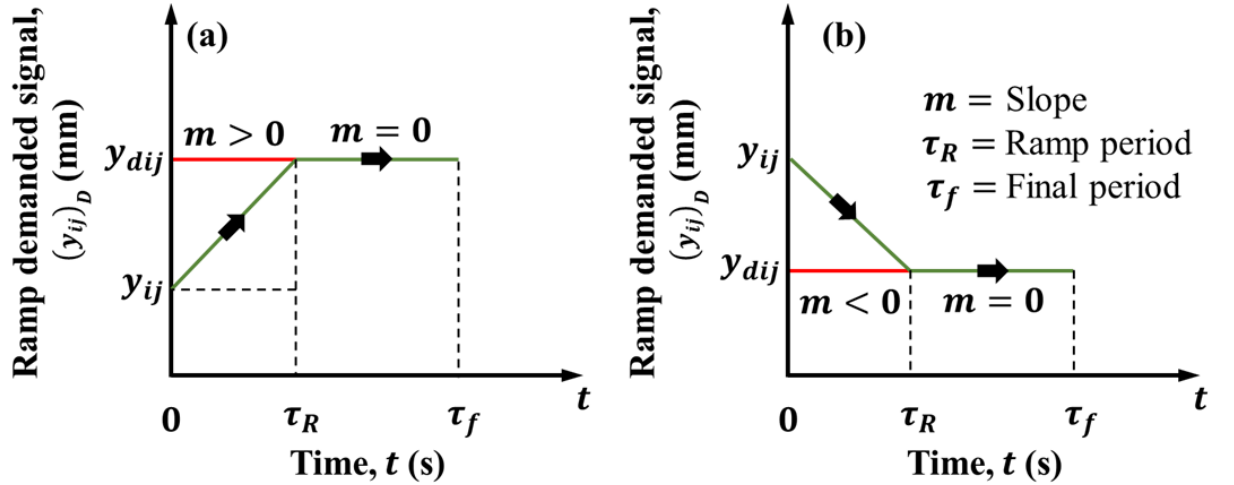 Ramp demanded signal,
(y_ij)_D (mm)
(a)
m > 0
m = 0
y_dij
y_ij
0
τ_R
τ_f
t
Time, t (s)
Ramp demanded signal,
(y_ij)_D (mm)
(b)
m = Slope
τ_R = Ramp period
τ_f = Final period
y_ij
y_dij
m < 0
m = 0
0
τ_R
τ_f
t
Time, t (s)